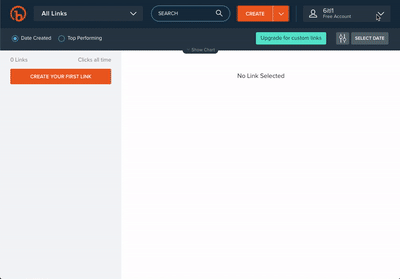 All Links
SEARCH
CREATE
Free Account
Date Created
Top Performing
Upgrade for custom links
SELECT DATE
Show Chart
0 Links
Clicks all time
CREATE YOUR FIRST LINK
No Link Selected